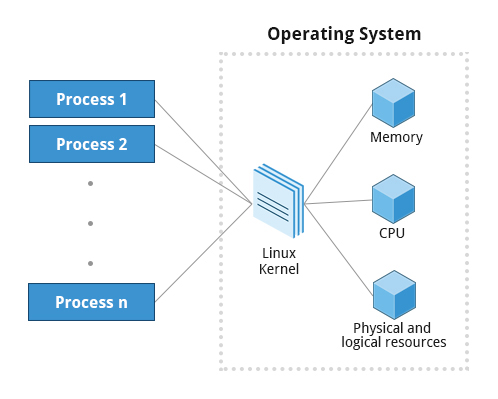 Operating System
Process 1
Process 2
Process n
Linux
Kernel
Memory
CPU
Physical and
logical resources